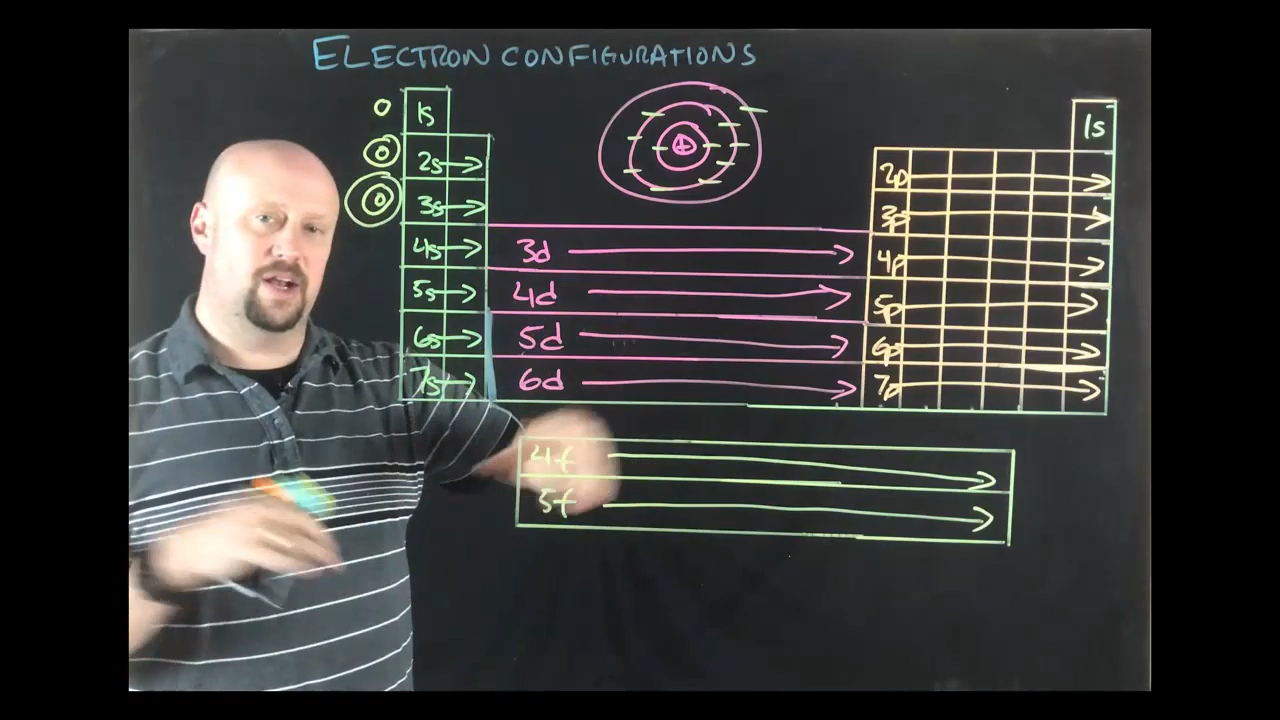 ELECTRON CONFIGURATIONS
1s
1s
2s
2p
3s
3p
4s
3d
4p
5s
4d
5p
6s
5d
6p
7s
6d
7p
4f
5f